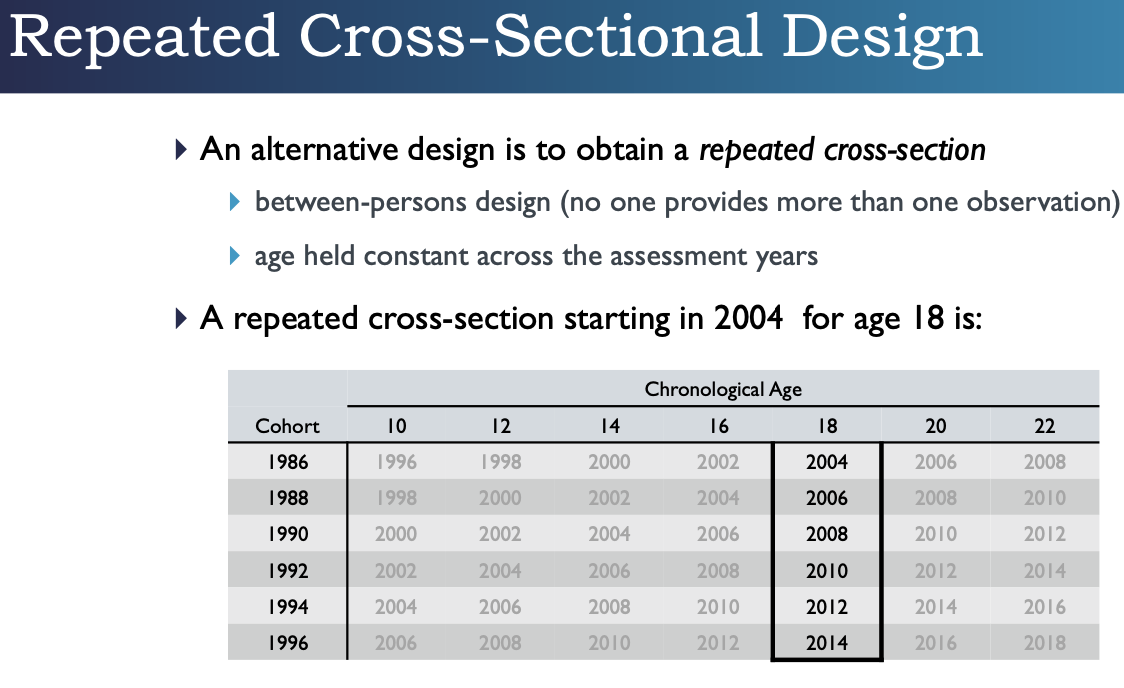 Repeated Cross-Sectional Design
An alternative design is to obtain a repeated cross-section
between-persons design (no one provides more than one observation)
age held constant across the assessment years
A repeated cross-section starting in 2004 for age 18 is:
Chronological Age
Cohort 10 12 14 16 18 20 22
1986 1996 1998 2000 2002 2004 2006 2008
1988 1998 2000 2002 2004 2006 2008 2010
1990 2000 2002 2004 2006 2008 2010 2012
1992 2002 2004 2006 2008 2010 2012 2014
1994 2004 2006 2008 2010 2012 2014 2016
1996 2006 2008 2010 2012 2014 2016 2018